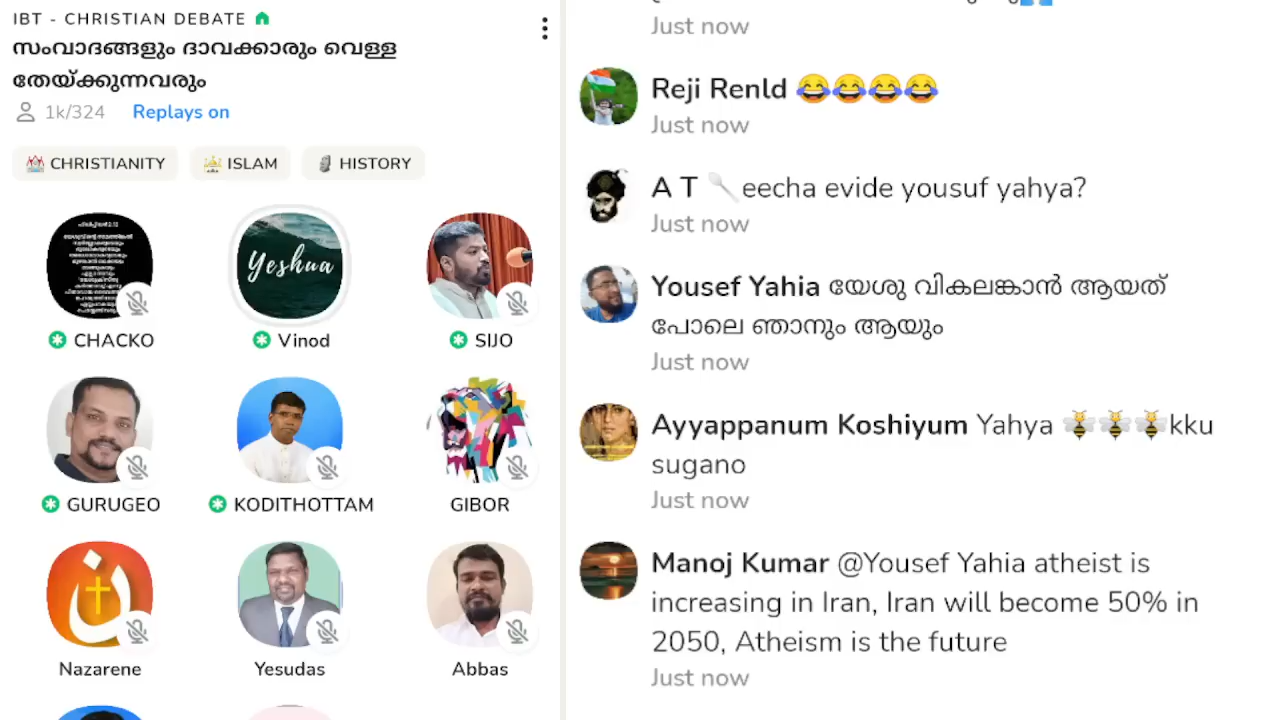 IBT - CHRISTIAN DEBATE
സംവാദങ്ങളും ദാവക്കാരും വെള്ള
തേയ്ക്കുന്നവരും
1k/324 Replays on
CHRISTIANITY ISLAM HISTORY
Yeshua
CHACKO Vinod SIJO
GURUGEO KODITHOTTAM GIBOR
ن
Nazarene Yesudas Abbas
Just now
Reji Renld 😂😂😂😂
Just now
A T 🥄eecha evide yousuf yahya?
Just now
Yousef Yahia യേശു വികലങ്കാൻ ആയത്
പോലെ ഞാനും ആയും
Just now
Ayyappanum Koshiyum Yahya 🐝🐝🐝kku
sugano
Just now
Manoj Kumar @Yousef Yahia atheist is
increasing in Iran, Iran will become 50% in
2050, Atheism is the future
Just now